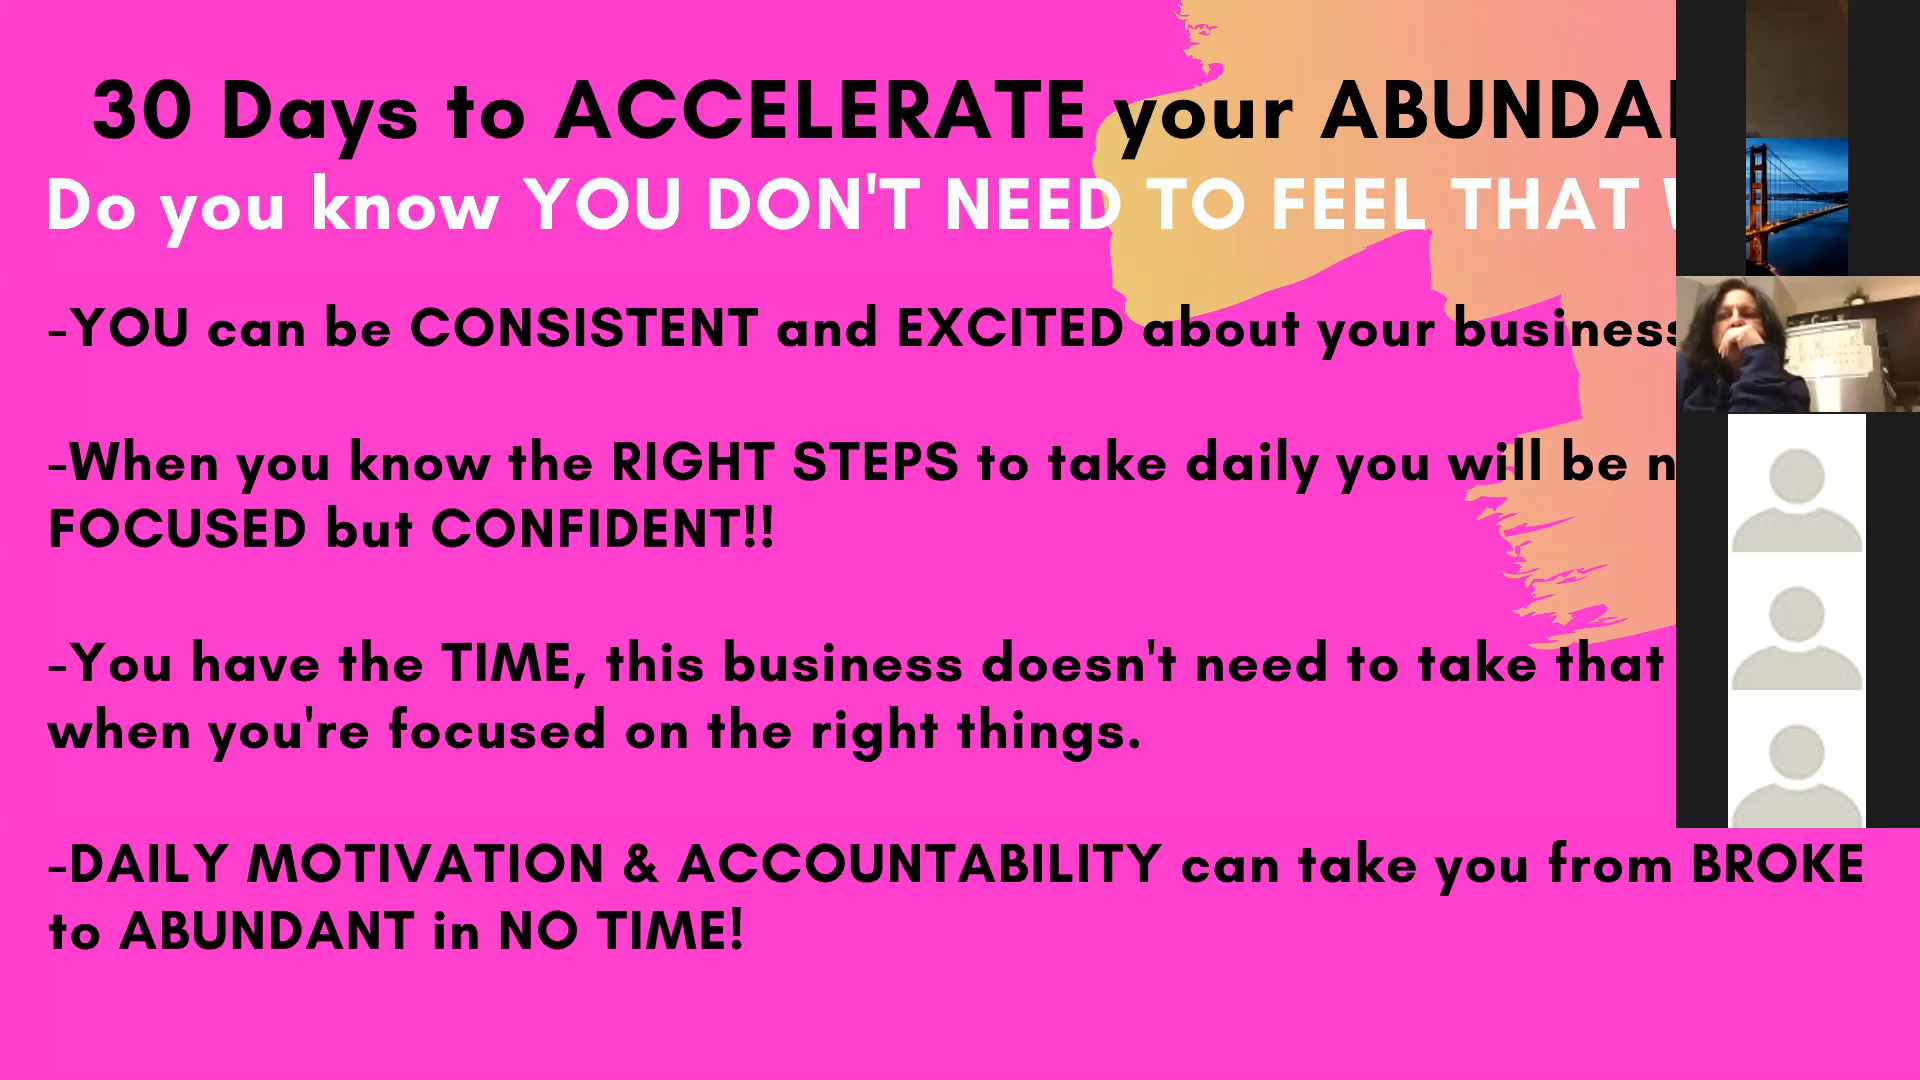 30 Days to ACCELERATE your
Do you know YOU DON'T NEED TO FEEL THAT
-YOU can be CONSISTENT and EXCITED about your business
-When you know the RIGHT STEPS to take daily you will be
FOCUSED but CONFIDENT!!
-You have the TIME, this business doesn't need to take that
when you're focused on the right things.
-DAILY MOTIVATION & ACCOUNTABILITY can take you from BROKE
to ABUNDANT in NO TIME!